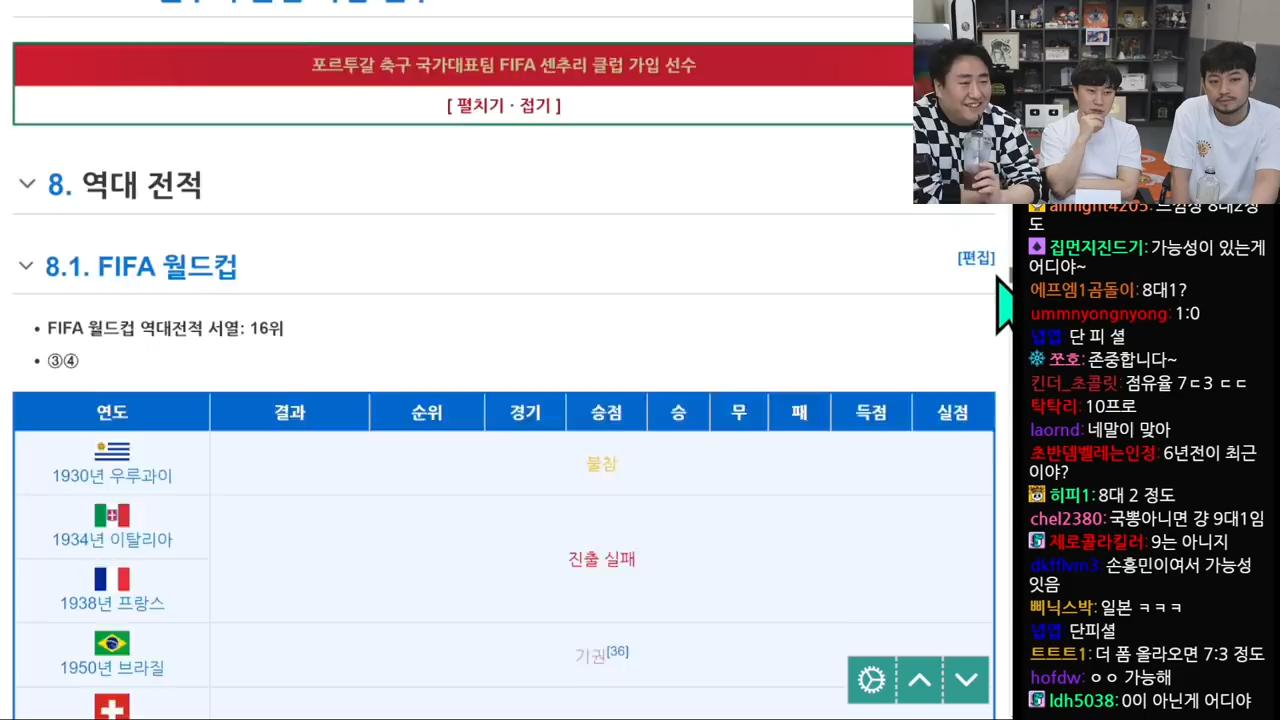 포르투갈 축구 국가대표팀 FIFA 센추리 클럽 가입 선수
[ 펼치기 · 접기 ]
8. 역대 전적
8.1. FIFA 월드컵
[편집]
• FIFA 월드컵 역대전적 서열: 16위
• ③④
연도 결과 순위 경기 승점 승 무 패 득점 실점
1930년 우루과이
불참
1934년 이탈리아
진출 실패
1938년 프랑스
1950년 브라질
기권[36]
도
집먼지진드기: 가능성이 있는게
어디야~
에프엠1곰돌이: 8대1?
ummnyongnyong: 1:0
넵엽: 단 피 셜
쪼호: 존중합니다~
킨더_초콜릿: 점유율 7ㄷ3 ㄷㄷ
탁탁리: 10프로
laornd: 네말이 맞아
초반뎀벨레는인정: 6년전이 최근
이야?
히피1: 8대 2 정도
chel2380: 국뽕아니면 걍 9대1임
제로콜라킬러: 9는 아니지
dkfflvm3: 손흥민이여서 가능성
잇음
삐닉스박: 일본 ㅋㅋㅋ
넵엽: 단피셜
트트트1: 더 폼 올라오면 7:3 정도
hofdw: ㅇㅇ 가능해
ldh5038: 0이 아닌게 어디야